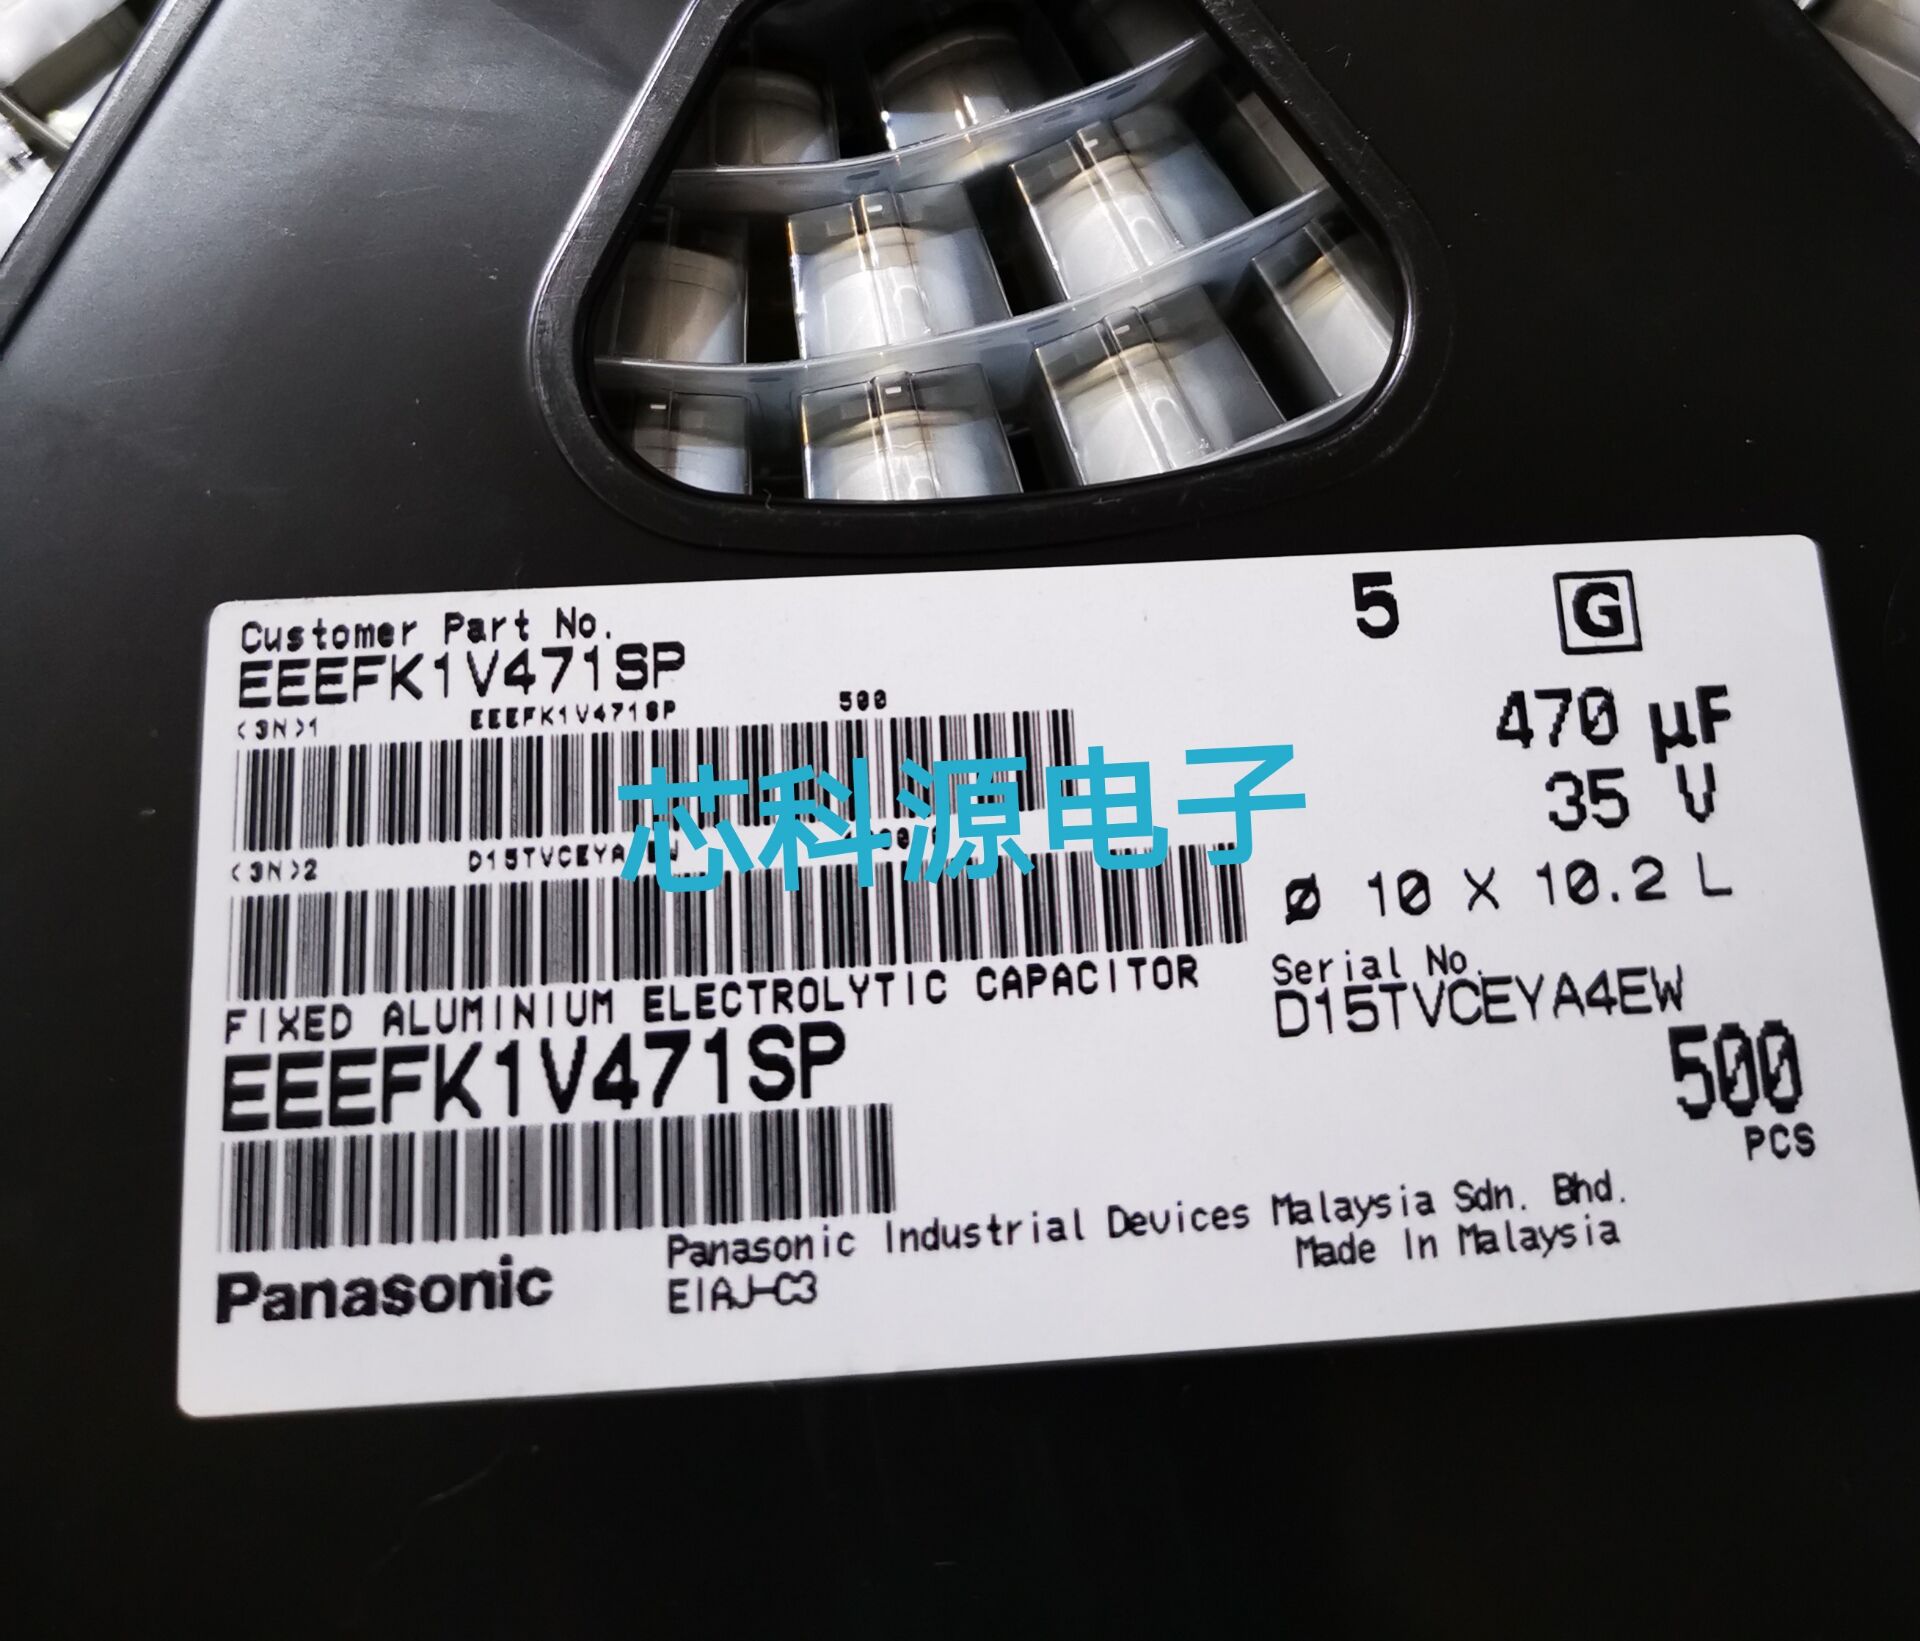 Customer Part No.
5 G
EEEFK1V471SP
<3N>1 EEEFK1V471SP 500
470 µF
芯科源电子
35 V
<3N>2
ø 10 X 10.2 L
FIXED ALUMINIUM ELECTROLYTIC CAPACITOR
Serial No.
D15TVCEYA4EW
EEEFK1V471SP
500
PCS
Panasonic Industrial Devices Malaysia Sdn. Bhd.
Made In Malaysia
Panasonic
EIAJ-C3